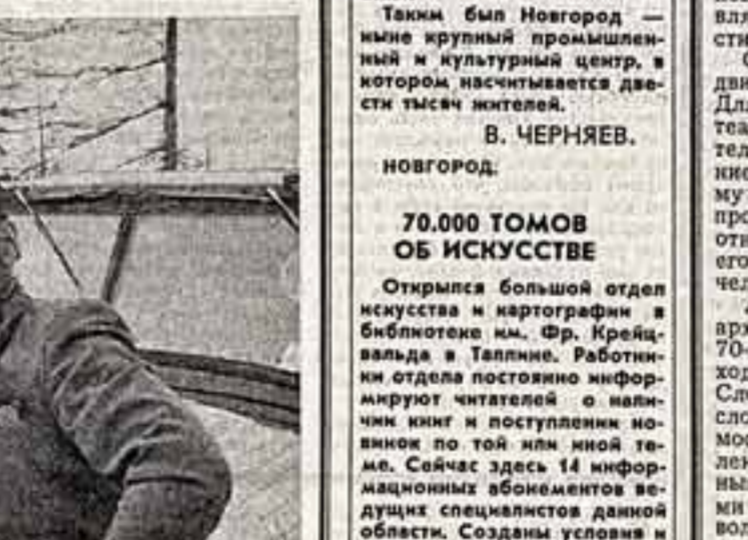 Таким был Новгород —
ныне крупный промышлен-
ный и культурный центр, в
котором насчитывается две-
сти тысяч жителей.
В. ЧЕРНЯЕВ.
НОВГОРОД.
70.000 ТОМОВ
ОБ ИСКУССТВЕ
Открылся большой отдел
искусства и картографии в
библиотеке им. Фр. Крейц-
вальда в Таллине. Работни-
ки отдела постоянно инфор-
мируют читателей о нали-
чии книг и поступлении но-
винок по той или иной те-
ме. Сейчас здесь 14 инфор-
мационных абонементов ве-
дущих специалистов данной
области. Созданы условия и